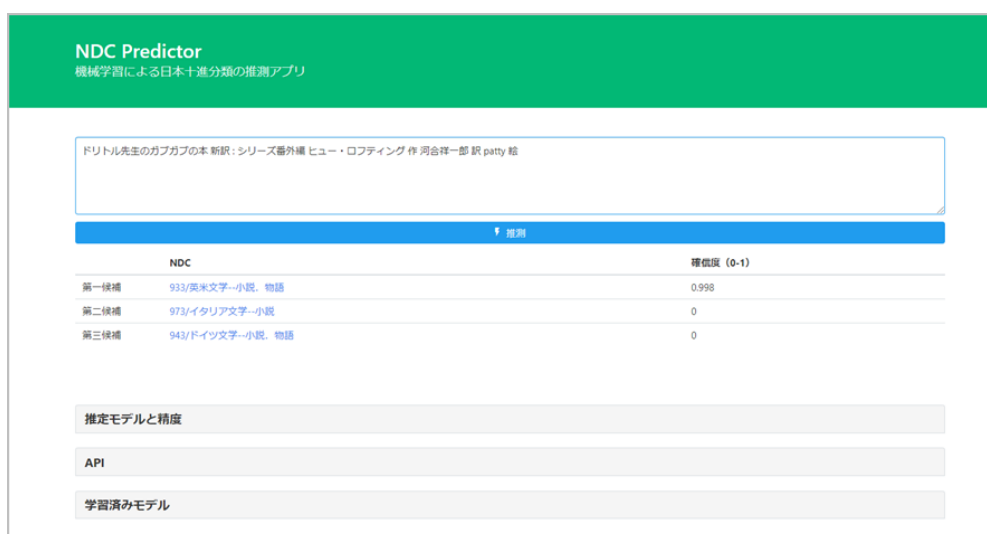 NDC Predictor
機械学習による日本十進分類の推測アプリ
ドリトル先生のガブガブの本 新訳 : シリーズ番外編 ヒュー・ロフティング 作 河合祥一郎 訳 patty 絵
推測
NDC 確信度（0-1）
第一候補 933/英米文学--小説．物語 0.998
第二候補 973/イタリア文学--小説 0
第三候補 943/ドイツ文学--小説．物語 0
推定モデルと精度
API
学習済みモデル